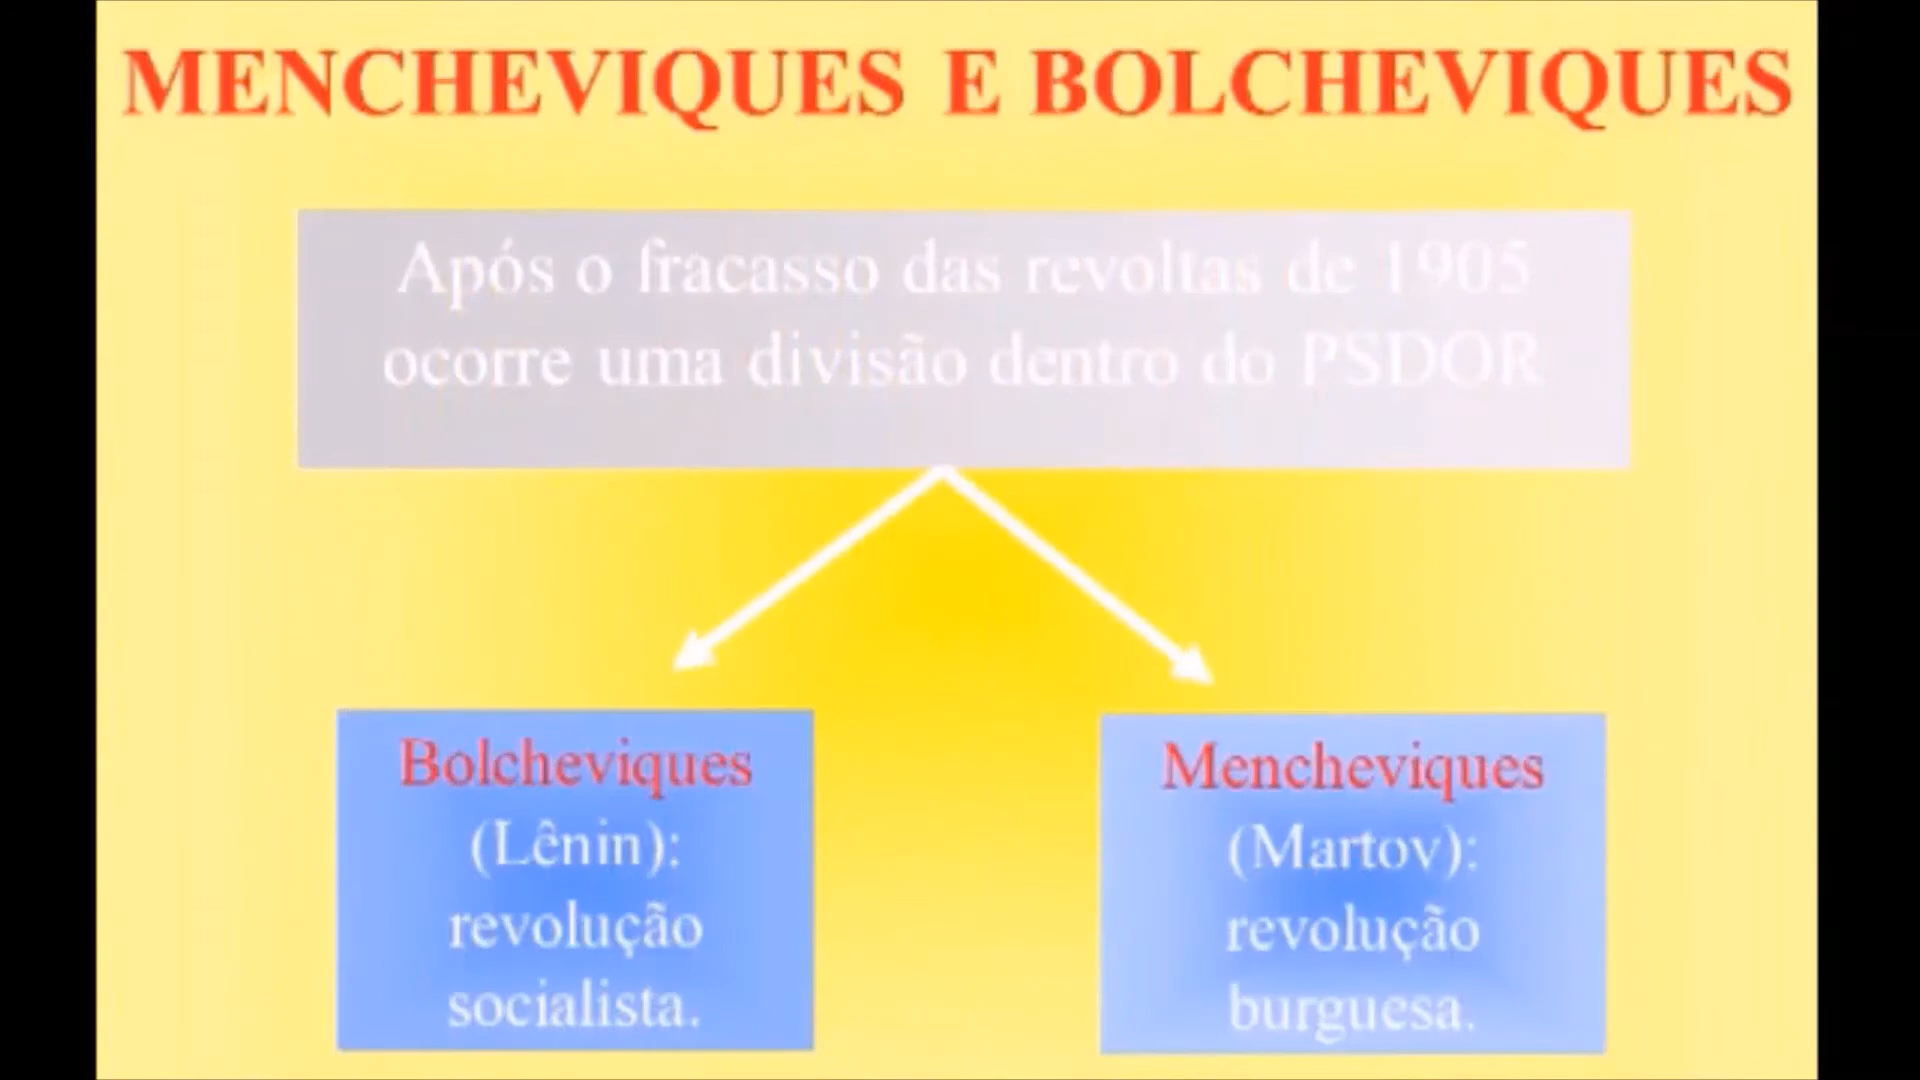 MENCHEVIQUES E BOLCHEVIQUES
Após o fracasso das revoltas de 1905
ocorre uma divisão dentro do PSDOR
Bolcheviques
(Lênin):
revolução
socialista.
Mencheviques
(Martov):
revolução
burguesa.